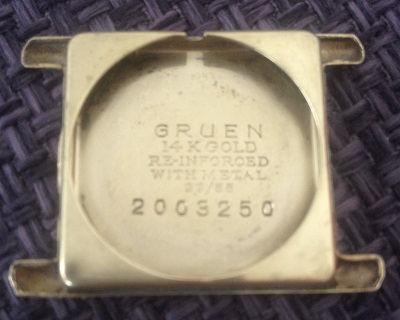 GRUEN
14 K GOLD
RE-INFORCED
WITH METAL
2003250